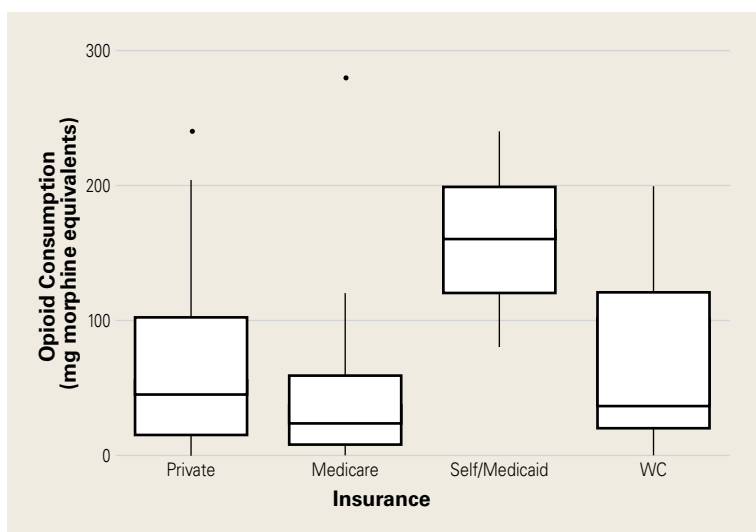 300
200
100
0
Opioid Consumption
(mg morphine equivalents)
Private
Medicare
Self/Medicaid
WC
Insurance